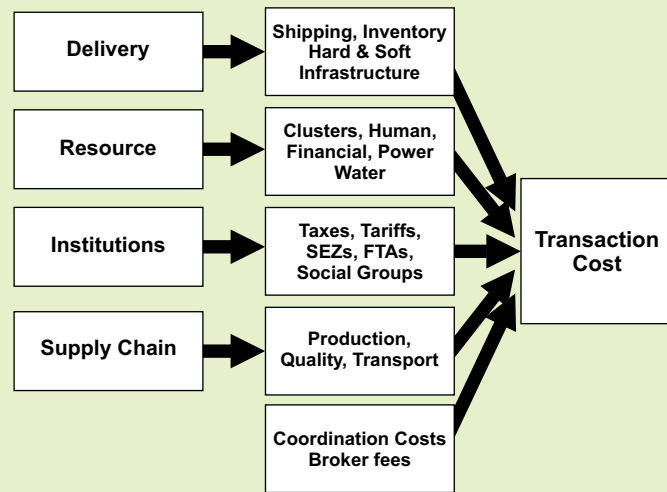 Delivery
Shipping, Inventory
Hard & Soft
Infrastructure
Resource
Clusters, Human,
Financial, Power
Water
Institutions
Taxes, Tariffs,
SEZs, FTAs,
Social Groups
Supply Chain
Production,
Quality, Transport
Coordination Costs
Broker fees
Transaction
Cost